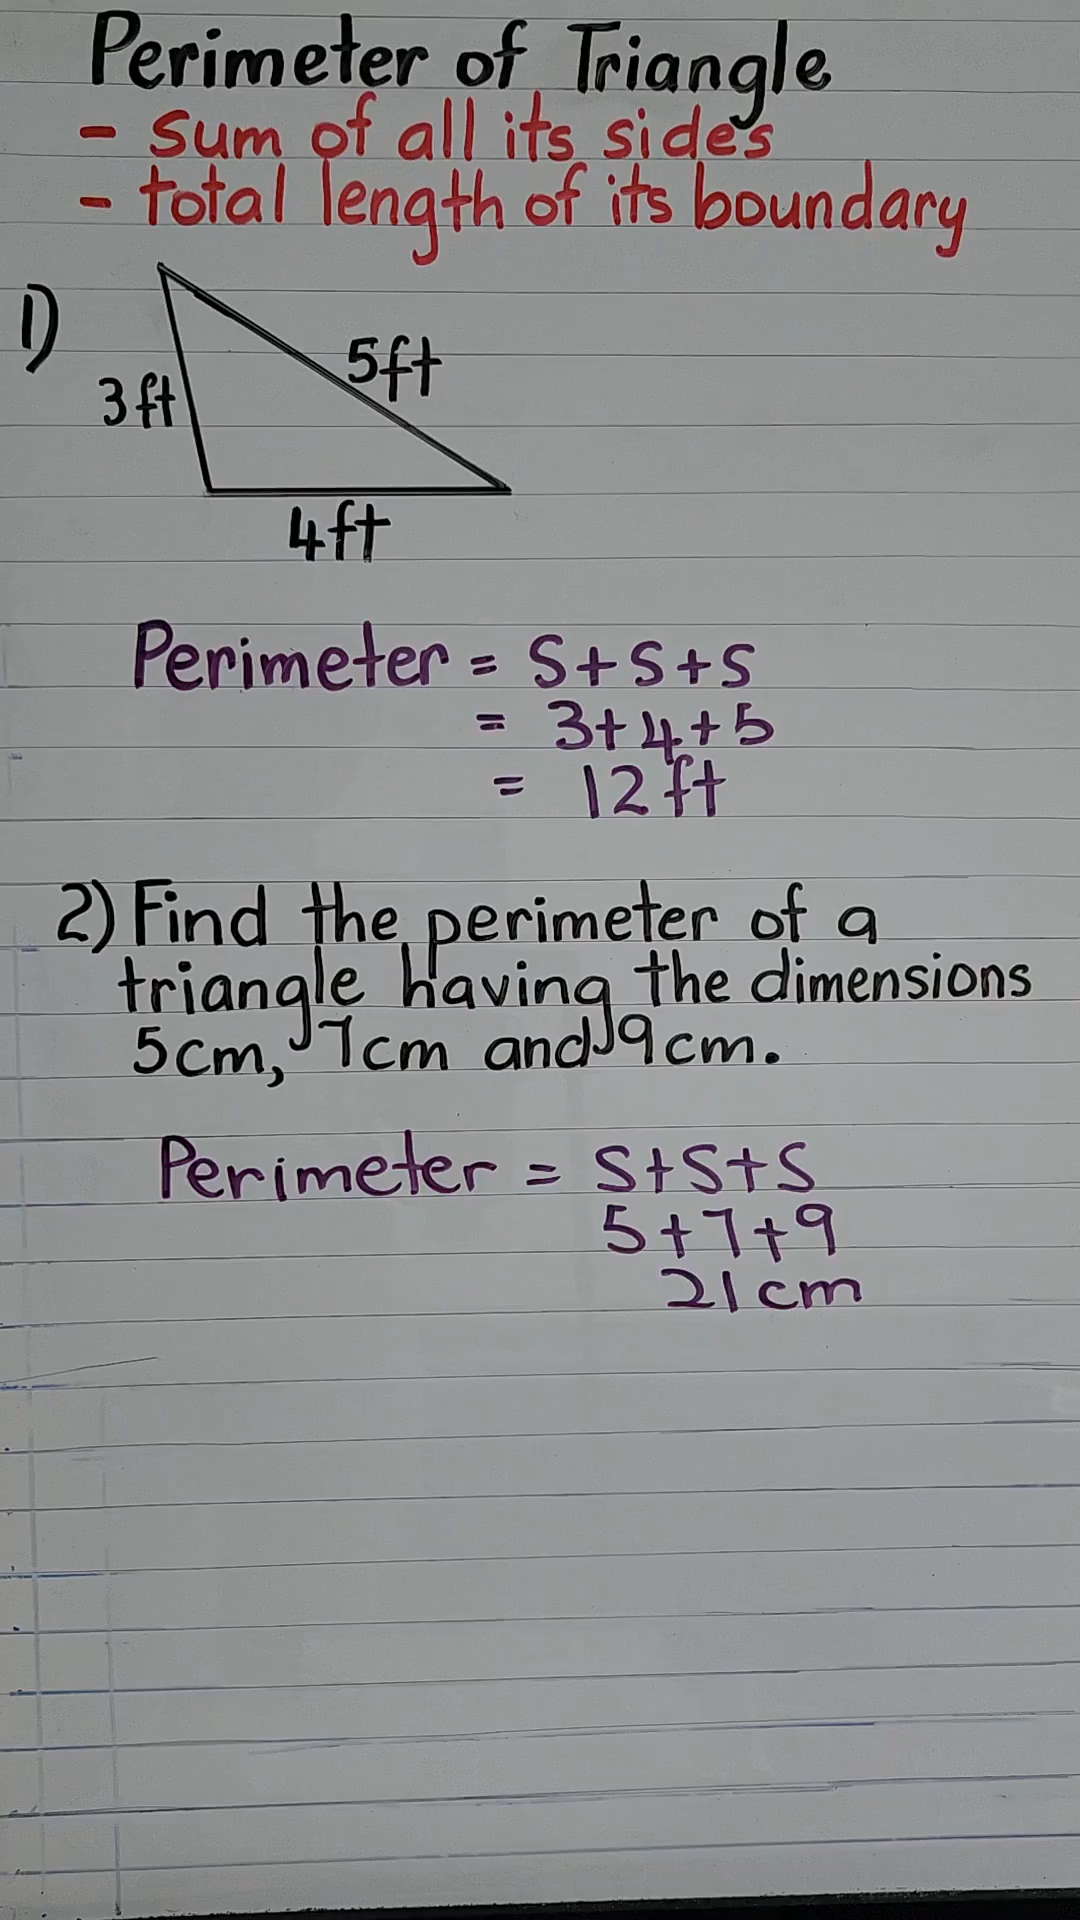 Perimeter of Triangle
- sum of all its sides
- total length of its boundary
1)
5ft
3ft
4ft
Perimeter = S+S+S
= 3+4+5
= 12ft
2) Find the perimeter of a
triangle having the dimensions
5cm, 7cm and 9cm.
Perimeter = S+S+S
5+7+9
21cm